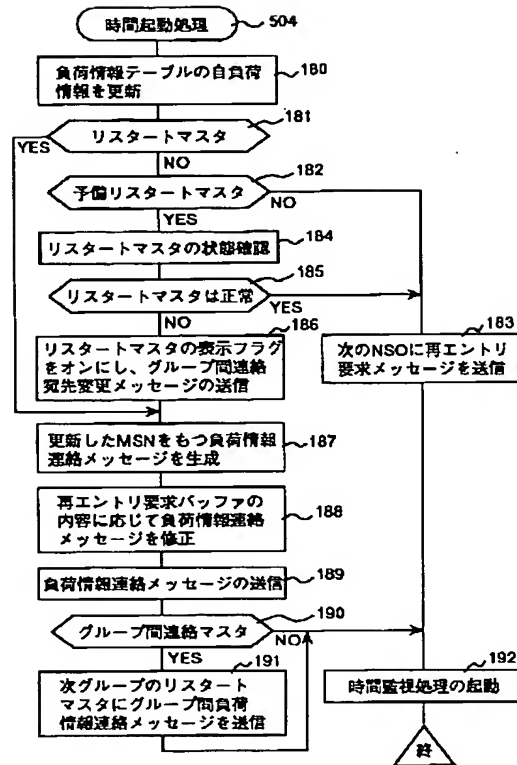 時間起動処理
504
負荷情報テーブルの自負荷
情報を更新
180
リスタートマスタ
181
YES
NO
予備リスタートマスタ
182
NO
YES
リスタートマスタの状態確認
184
リスタートマスタは正常
185
YES
NO
186
リスタートマスタの表示フラグ
をオンにし、グループ間連絡
宛先変更メッセージの送信
183
次のNSOに再エントリ
要求メッセージを送信
更新したMSNをもつ負荷情報
連絡メッセージを生成
187
再エントリ要求バッファの
内容に応じて負荷情報連絡
メッセージを修正
188
負荷情報連絡メッセージの送信
189
グループ間連絡マスタ
190
NO
YES
191
次グループのリスタート
マスタにグループ間負荷
情報連絡メッセージを送信
192
時間監視処理の起動
終